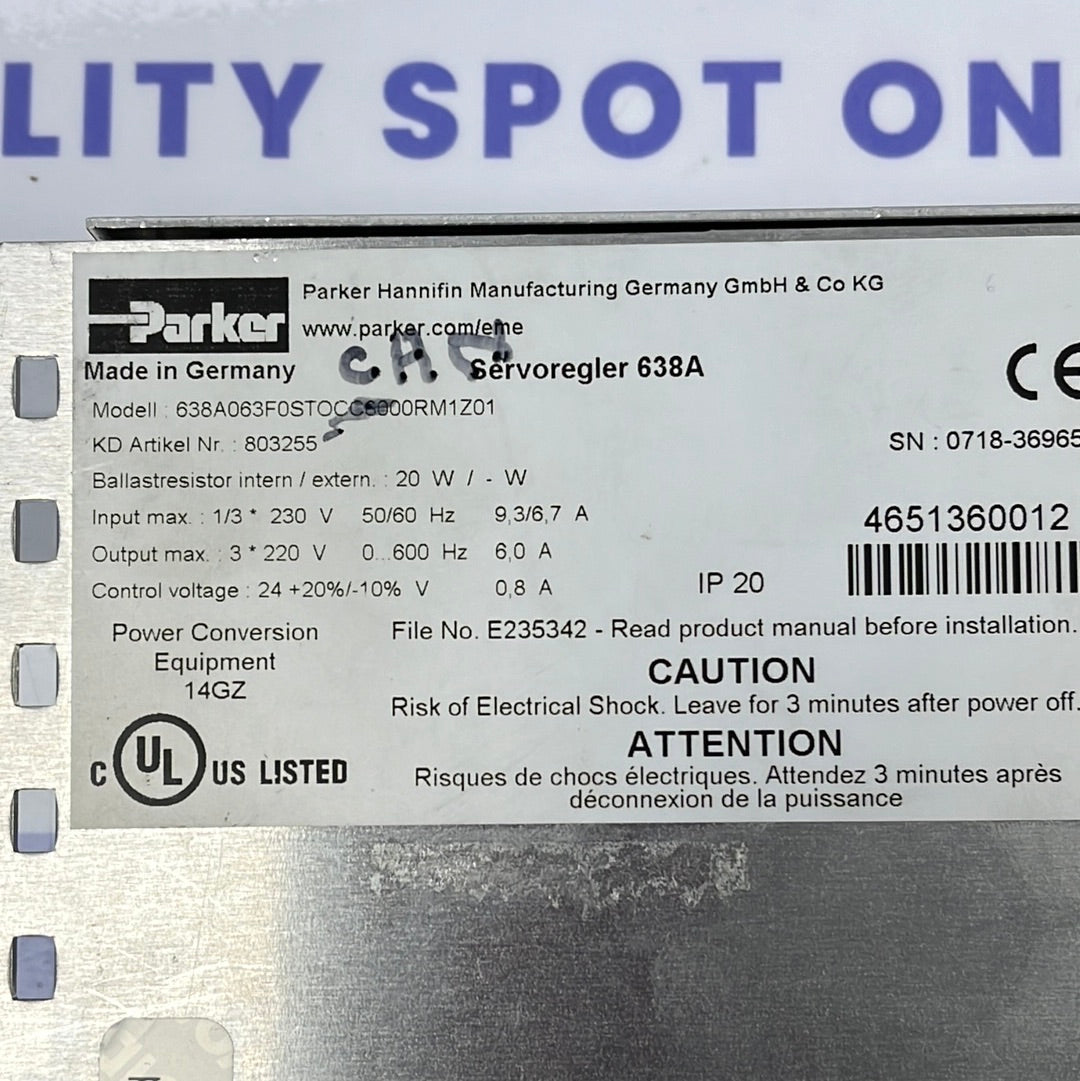 LITY SPOT ON
Parker
Parker Hannifin Manufacturing Germany GmbH & Co KG
www.parker.com/eme
Made in Germany
Servoregler 638A
CE
Modell : 638A063F0STOCC6000RM1Z01
KD Artikel Nr. : 803255
SN : 0718-36965
Ballastresistor intern / extern. : 20 W / - W
Input max. : 1/3 * 230 V 50/60 Hz 9,3/6,7 A
4651360012
Output max. : 3 * 220 V 0...600 Hz 6,0 A
Control voltage : 24 +20%/-10% V 0,8 A
IP 20
Power Conversion
Equipment
14GZ
File No. E235342 - Read product manual before installation.
CAUTION
Risk of Electrical Shock. Leave for 3 minutes after power off.
ATTENTION
Risques de chocs électriques. Attendez 3 minutes après
déconnexion de la puissance
C UL US LISTED